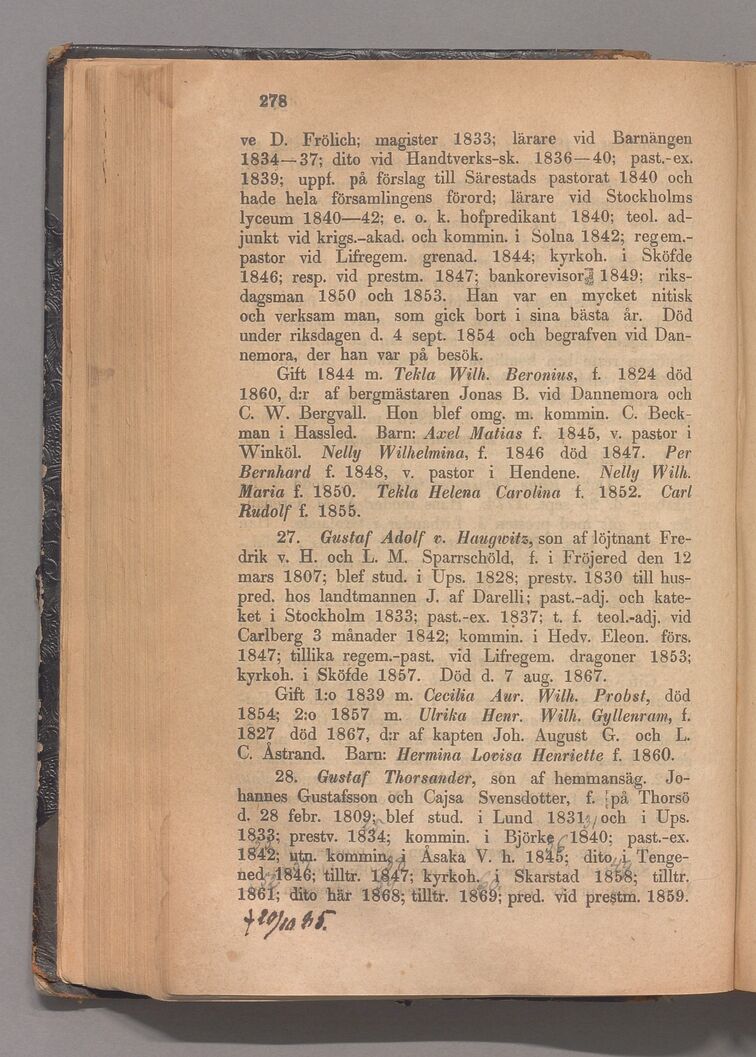 278
ve D. Frölich; magister 1833; lärare vid Barnängen
1834—37; dito vid Handtverks-sk. 1836—40; past.-ex.
1839; uppf. på förslag till Särestads pastorat 1840 och
hade hela församlingens förord; lärare vid Stockholms
lyceum 1840—42; e. o. k. hofpredikant 1840; teol. ad-
junkt vid krigs.-akad. och kommin. i Solna 1842; regem.-
pastor vid Lifregem. grenad. 1844; kyrkoh. i Sköfde
1846; resp. vid prestm. 1847; bankorevisor 1849; riks-
dagsman 1850 och 1853. Han var en mycket nitisk
och verksam man, som gick bort i sina bästa år. Död
under riksdagen d. 4 sept. 1854 och begrafven vid Dan-
nemora, der han var på besök.
Gift 1844 m. Tekla Wilh. Beronius, f. 1824 död
1860, d:r af bergmästaren Jonas B. vid Dannemora och
C. W. Bergvall. Hon blef omg. m. kommin. C. Beck-
man i Hassled. Barn: Axel Matias f. 1845, v. pastor i
Winköl. Nelly Wilhelmina, f. 1846 död 1847. Per
Bernhard f. 1848, v. pastor i Hendene. Nelly Wilh.
Maria f. 1850. Tekla Helena Carolina f. 1852. Carl
Rudolf f. 1855.
27. Gustaf Adolf v. Haugwitz, son af löjtnant Fre-
drik v. H. och L. M. Sparrschöld, f. i Fröjered den 12
mars 1807; blef stud. i Ups. 1828; prestv. 1830 till hus-
pred. hos landtmannen J. af Darelli; past.-adj. och kate-
ket i Stockholm 1833; past.-ex. 1837; t. f. teol.-adj. vid
Carlberg 3 månader 1842; kommin. i Hedv. Eleon. förs.
1847; tillika regem.-past. vid Lifregem. dragoner 1853;
kyrkoh. i Sköfde 1857. Död d. 7 aug. 1867.
Gift 1:o 1839 m. Cecilia Aur. Wilh. Probst, död
1854; 2:o 1857 m. Ulrika Henr. Wilh. Gyllenram, f.
1827 död 1867, d:r af kapten Joh. August G. och L.
C. Åstrand. Barn: Hermina Lovisa Henriette f. 1860.
28. Gustaf Thorsander, son af hemmansäg. Jo-
hannes Gustafsson och Cajsa Svensdotter, f. på Thorsö
d. 28 febr. 1809; blef stud. i Lund 1831 och i Ups.
1833; prestv. 1834; kommin. i Björke 1840; past.-ex.
1842; utn. kommin. i Åsaka V. h. 1845; dito i Tenge-
ned 1846; tilltr. 1847; kyrkoh. i Skarstad 1858; tilltr.
1861; dito här 1868; tilltr. 1869; pred. vid prestm. 1859.